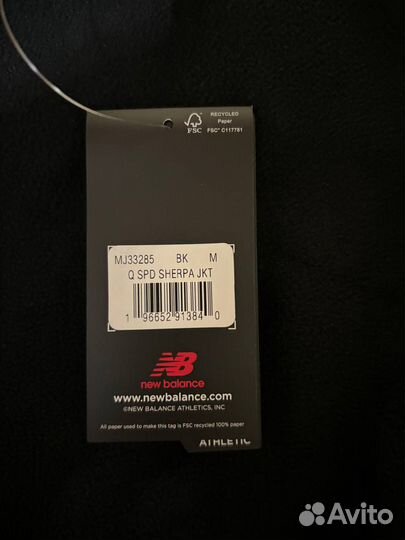 RECYCLED
Paper
FSC® C117781
FSC
MJ33285 BK M
Q SPD SHERPA JKT
1 96652 91384 0
NB
new balance
www.newbalance.com
©NEW BALANCE ATHLETICS, INC
All paper used to make this tag is FSC recycled 100% paper
ATHLETIC
Avito